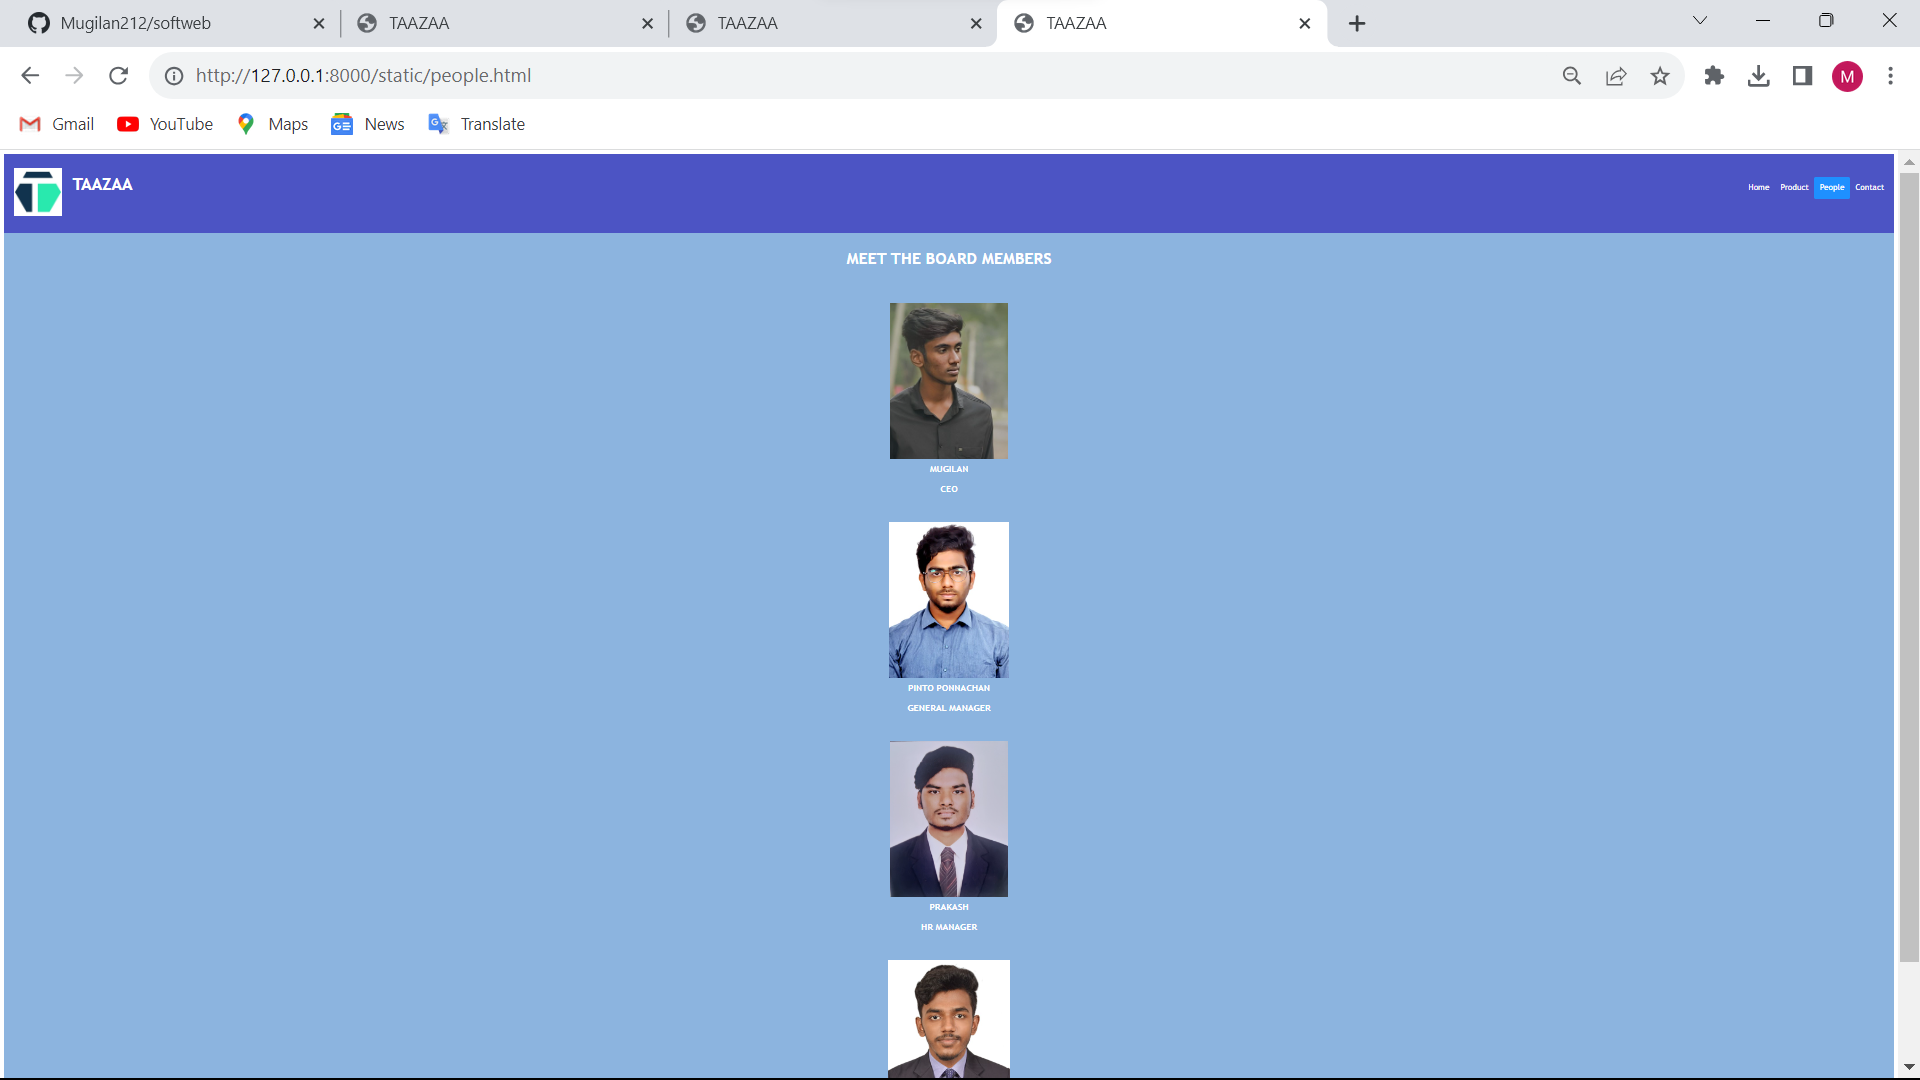 Mugilan212/softweb
TAAZAA
TAAZAA
TAAZAA
http://127.0.0.1:8000/static/people.html
M
Gmail
YouTube
Maps
News
Translate
TAAZAA
Home Product People Contact
MEET THE BOARD MEMBERS
MUGILAN
CEO
PINTO PONNACHAN
GENERAL MANAGER
PRAKASH
HR MANAGER